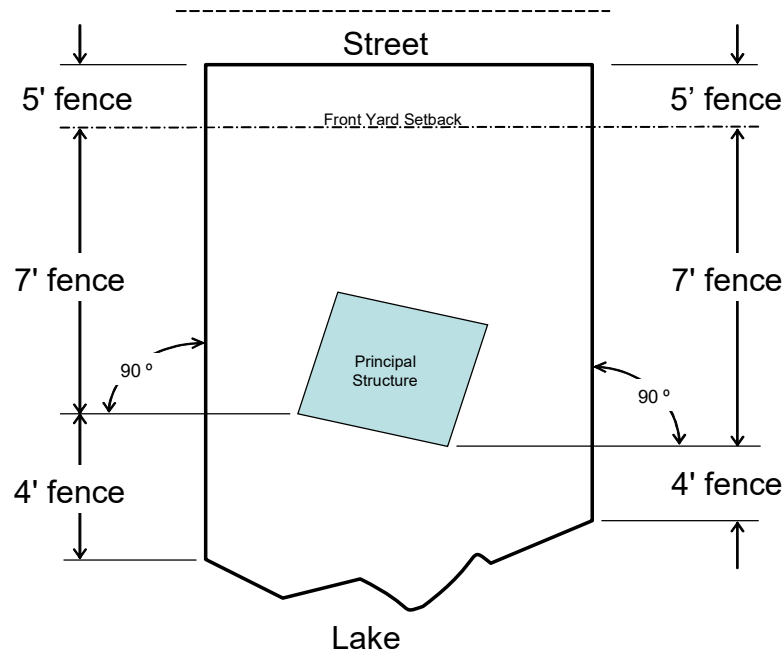 Street
5' fence
5’ fence
Front Yard Setback
7' fence
7' fence
90 º
Principal
Structure
90 º
4' fence
4' fence
Lake